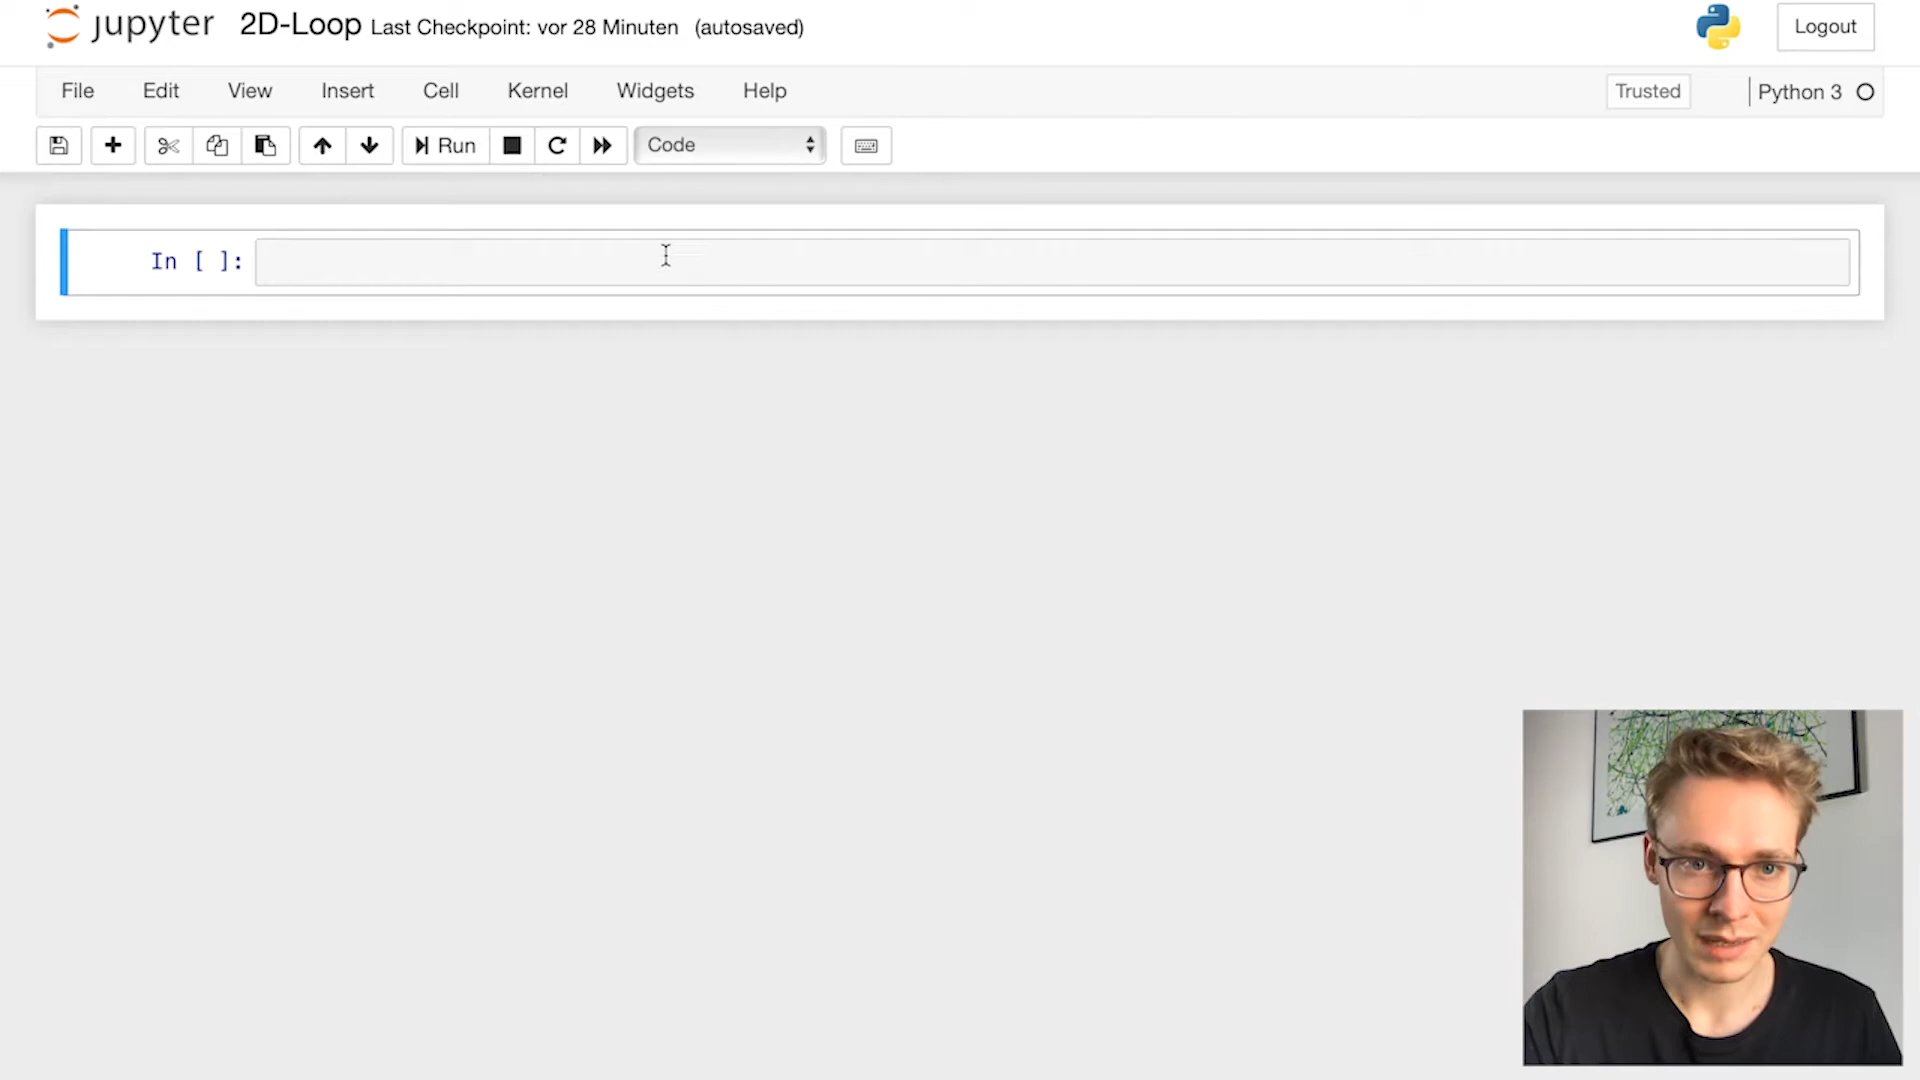 jupyter 2D-Loop Last Checkpoint: vor 28 Minuten (autosaved) Logout
File Edit View Insert Cell Kernel Widgets Help Trusted Python 3
Run Code
In [ ]: